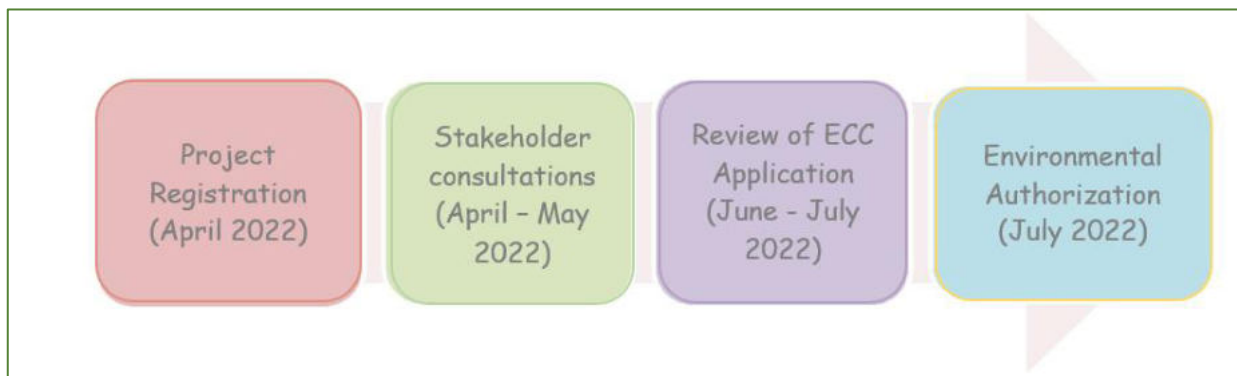 Project
Registration
(April 2022)
Stakeholder
consultations
(April – May
2022)
Review of ECC
Application
(June - July
2022)
Environmental
Authorization
(July 2022)